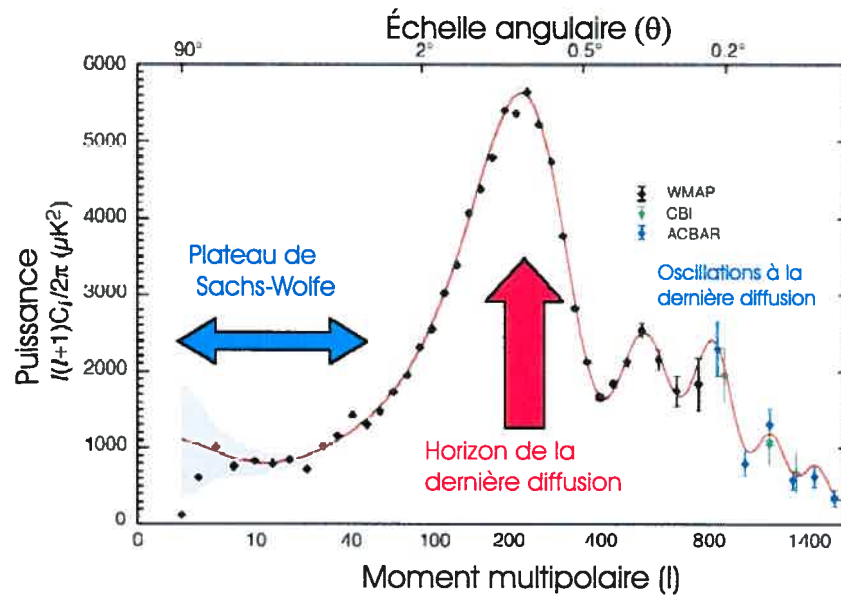 Échelle angulaire (θ)
90° 2° 0.5° 0.2°
6000
5000
4000
3000
2000
1000
0
Puissance
l(l+1)Cₗ/2π (μK²)
WMAP
CBI
ACBAR
Plateau de
Sachs-Wolfe
Oscillations à la
dernière diffusion
Horizon de la
dernière diffusion
0 10 40 100 200 400 800 1400
Moment multipolaire (l)